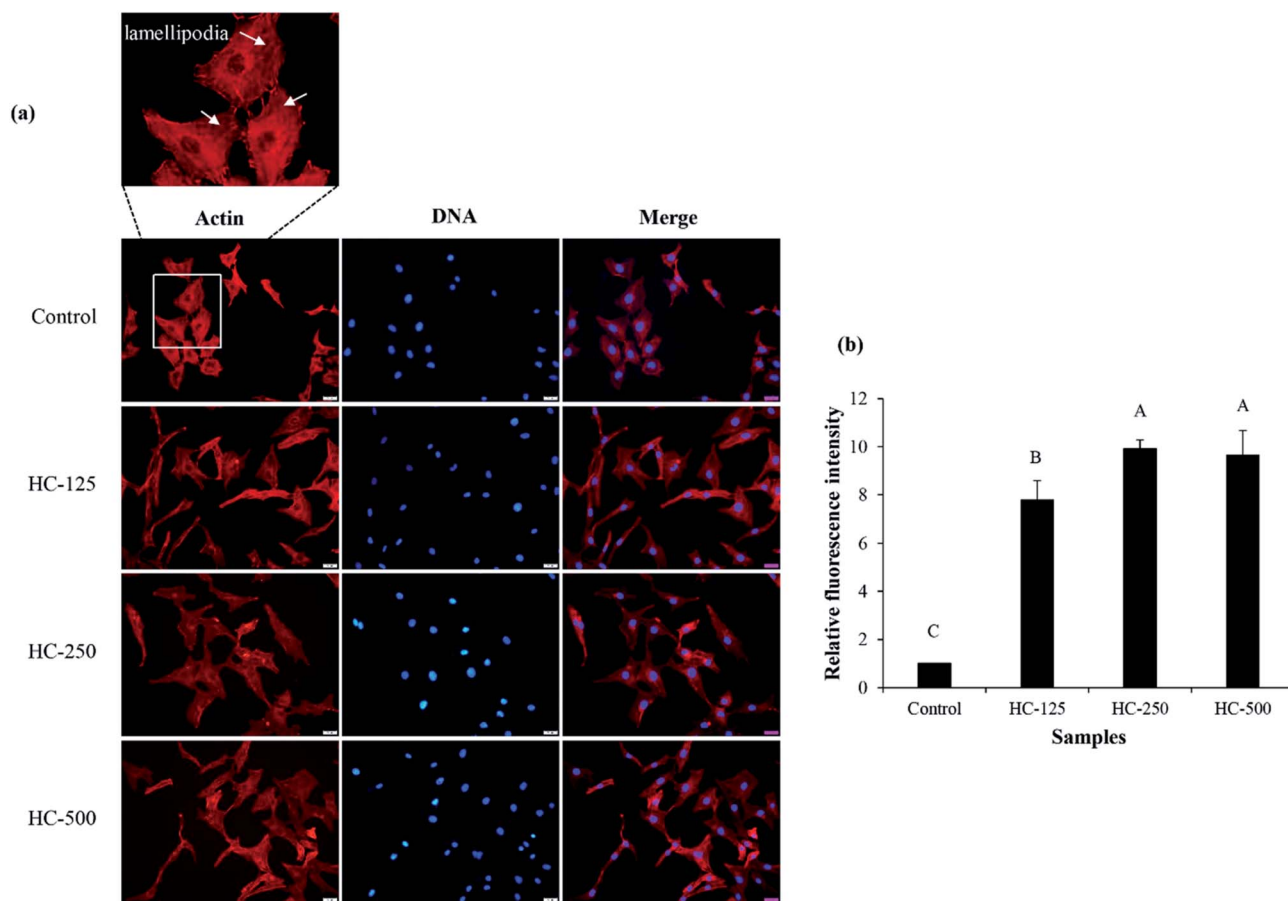 lamellipodia
(a)
Actin DNA Merge
Control
HC-125
HC-250
HC-500
(b)
Relative fluorescence intensity
12
10
8
6
4
2
0
C
B
A
A
Control HC-125 HC-250 HC-500
Samples